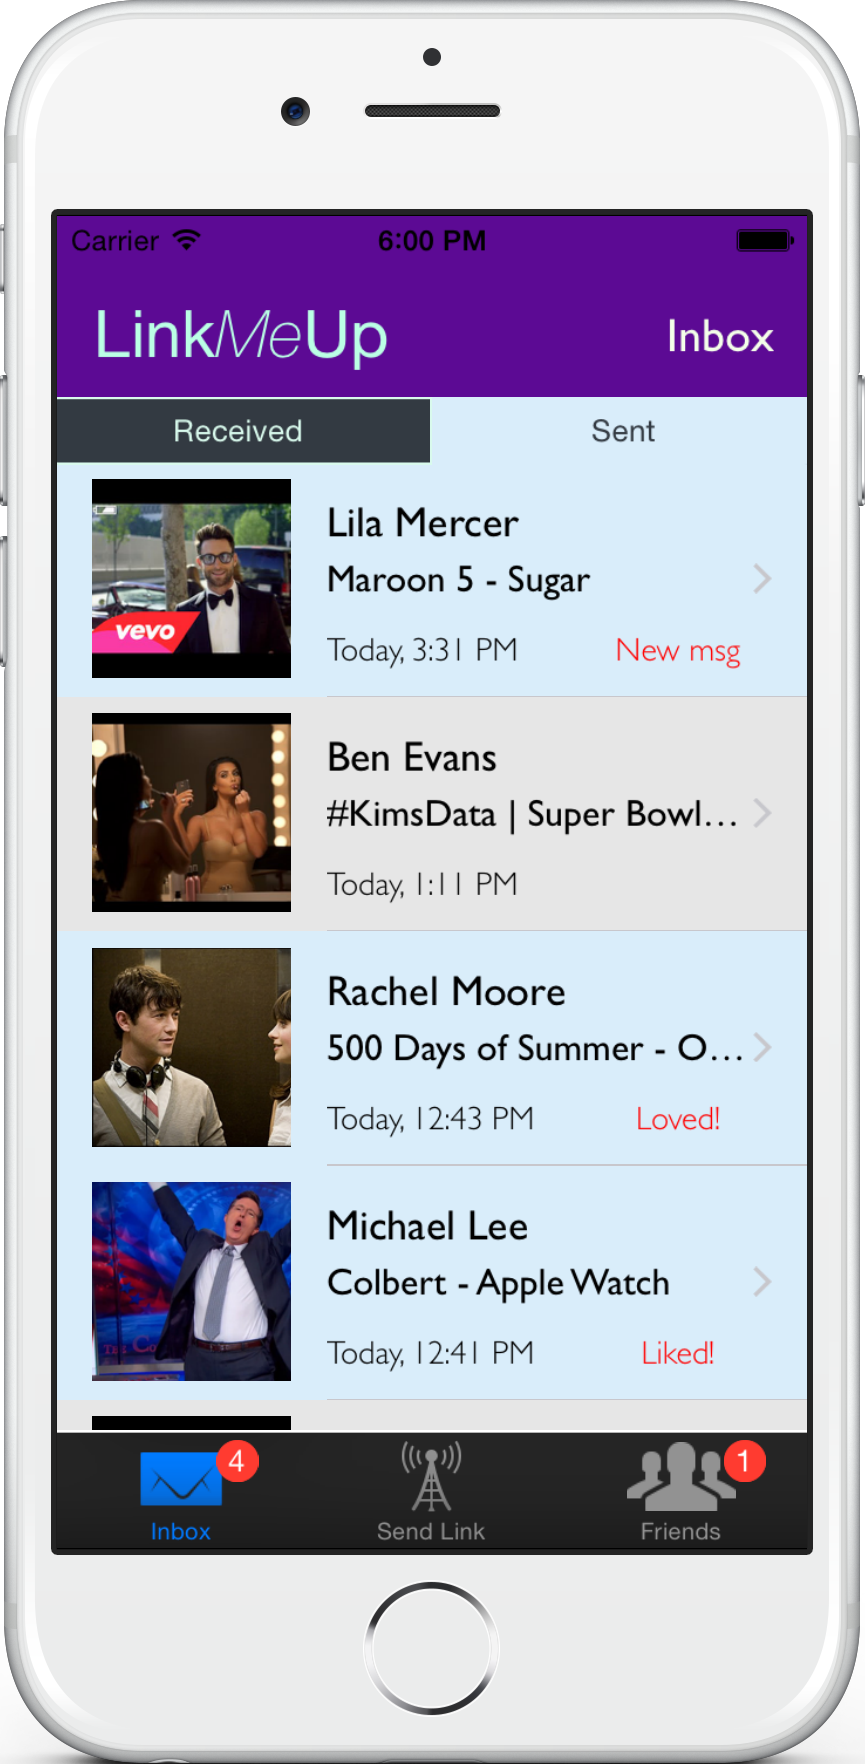 Carrier 6:00 PM
LinkMeUp Inbox
Received Sent
Lila Mercer
Maroon 5 - Sugar
vevo
Today, 3:31 PM New msg
Ben Evans
#KimsData | Super Bowl...
Today, 1:11 PM
Rachel Moore
500 Days of Summer - O...
Today, 12:43 PM Loved!
Michael Lee
Colbert - Apple Watch
Today, 12:41 PM Liked!
4 1
Inbox Send Link Friends